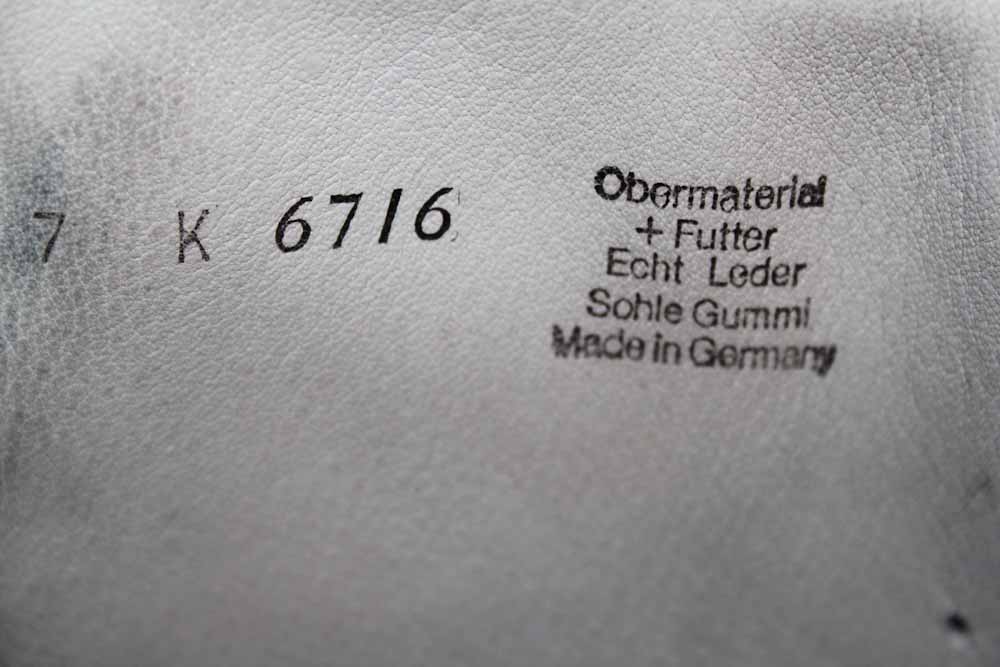 7 K 6716
Obermaterial
+ Futter
Echt Leder
Sohle Gummi
Made in Germany